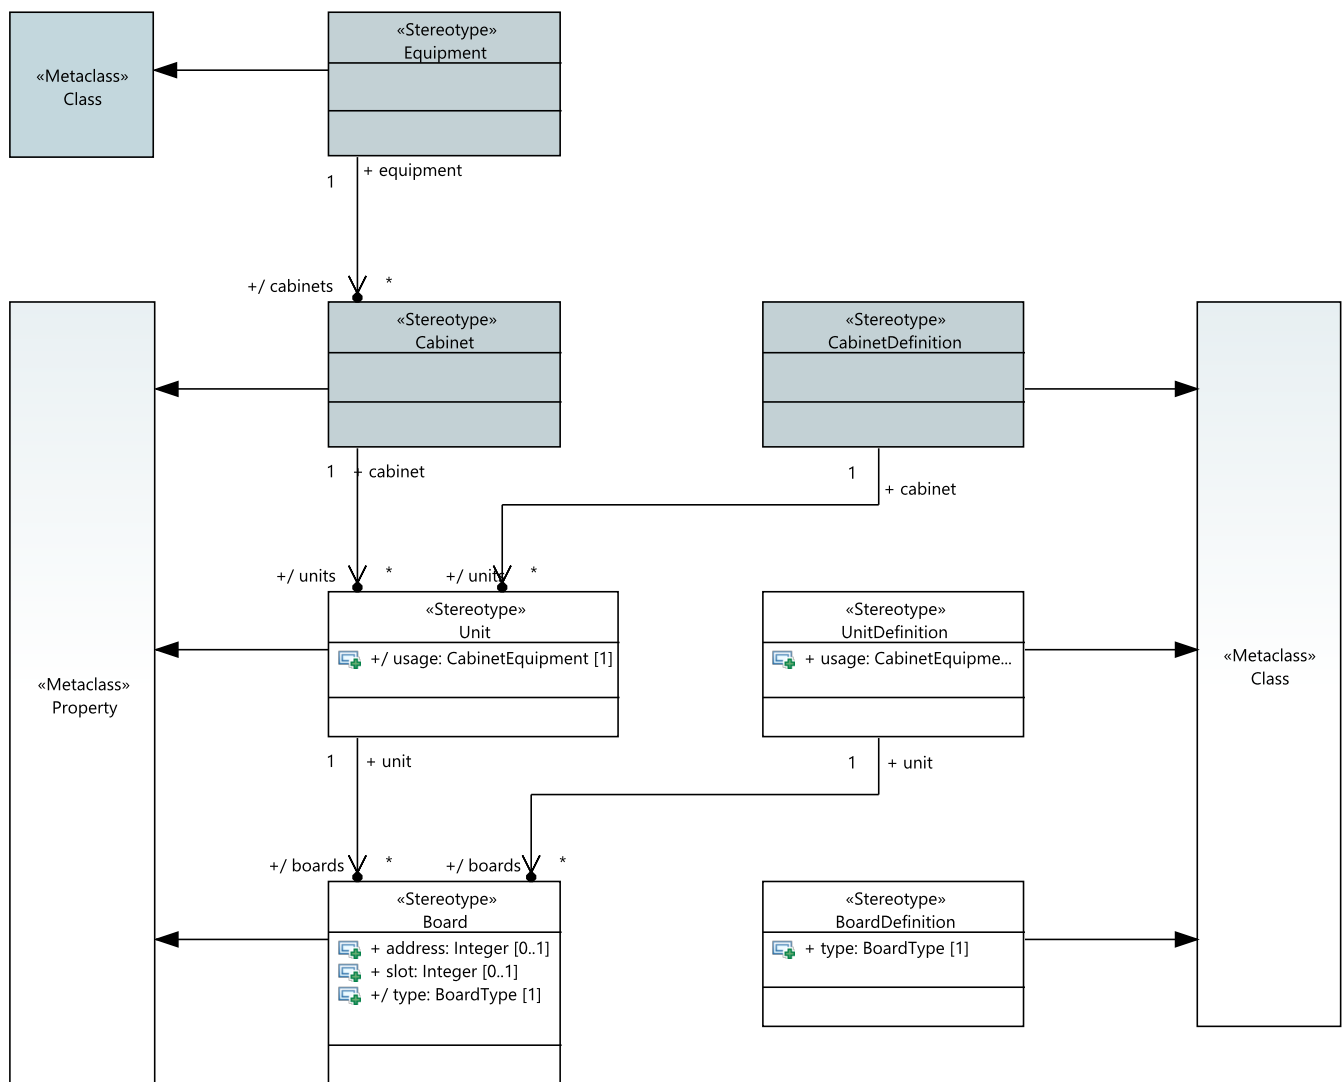 «Stereotype»
Equipment
«Metaclass»
Class
1
+ equipment
+/ cabinets
*
«Stereotype»
Cabinet
«Stereotype»
CabinetDefinition
1
+ cabinet
1
+ cabinet
+/ units
*
+/ units
*
«Stereotype»
Unit
+/ usage: CabinetEquipment [1]
«Stereotype»
UnitDefinition
+ usage: CabinetEquipme...
«Metaclass»
Property
«Metaclass»
Class
1
+ unit
1
+ unit
+/ boards
*
+/ boards
*
«Stereotype»
Board
+ address: Integer [0..1]
+ slot: Integer [0..1]
+/ type: BoardType [1]
«Stereotype»
BoardDefinition
+ type: BoardType [1]